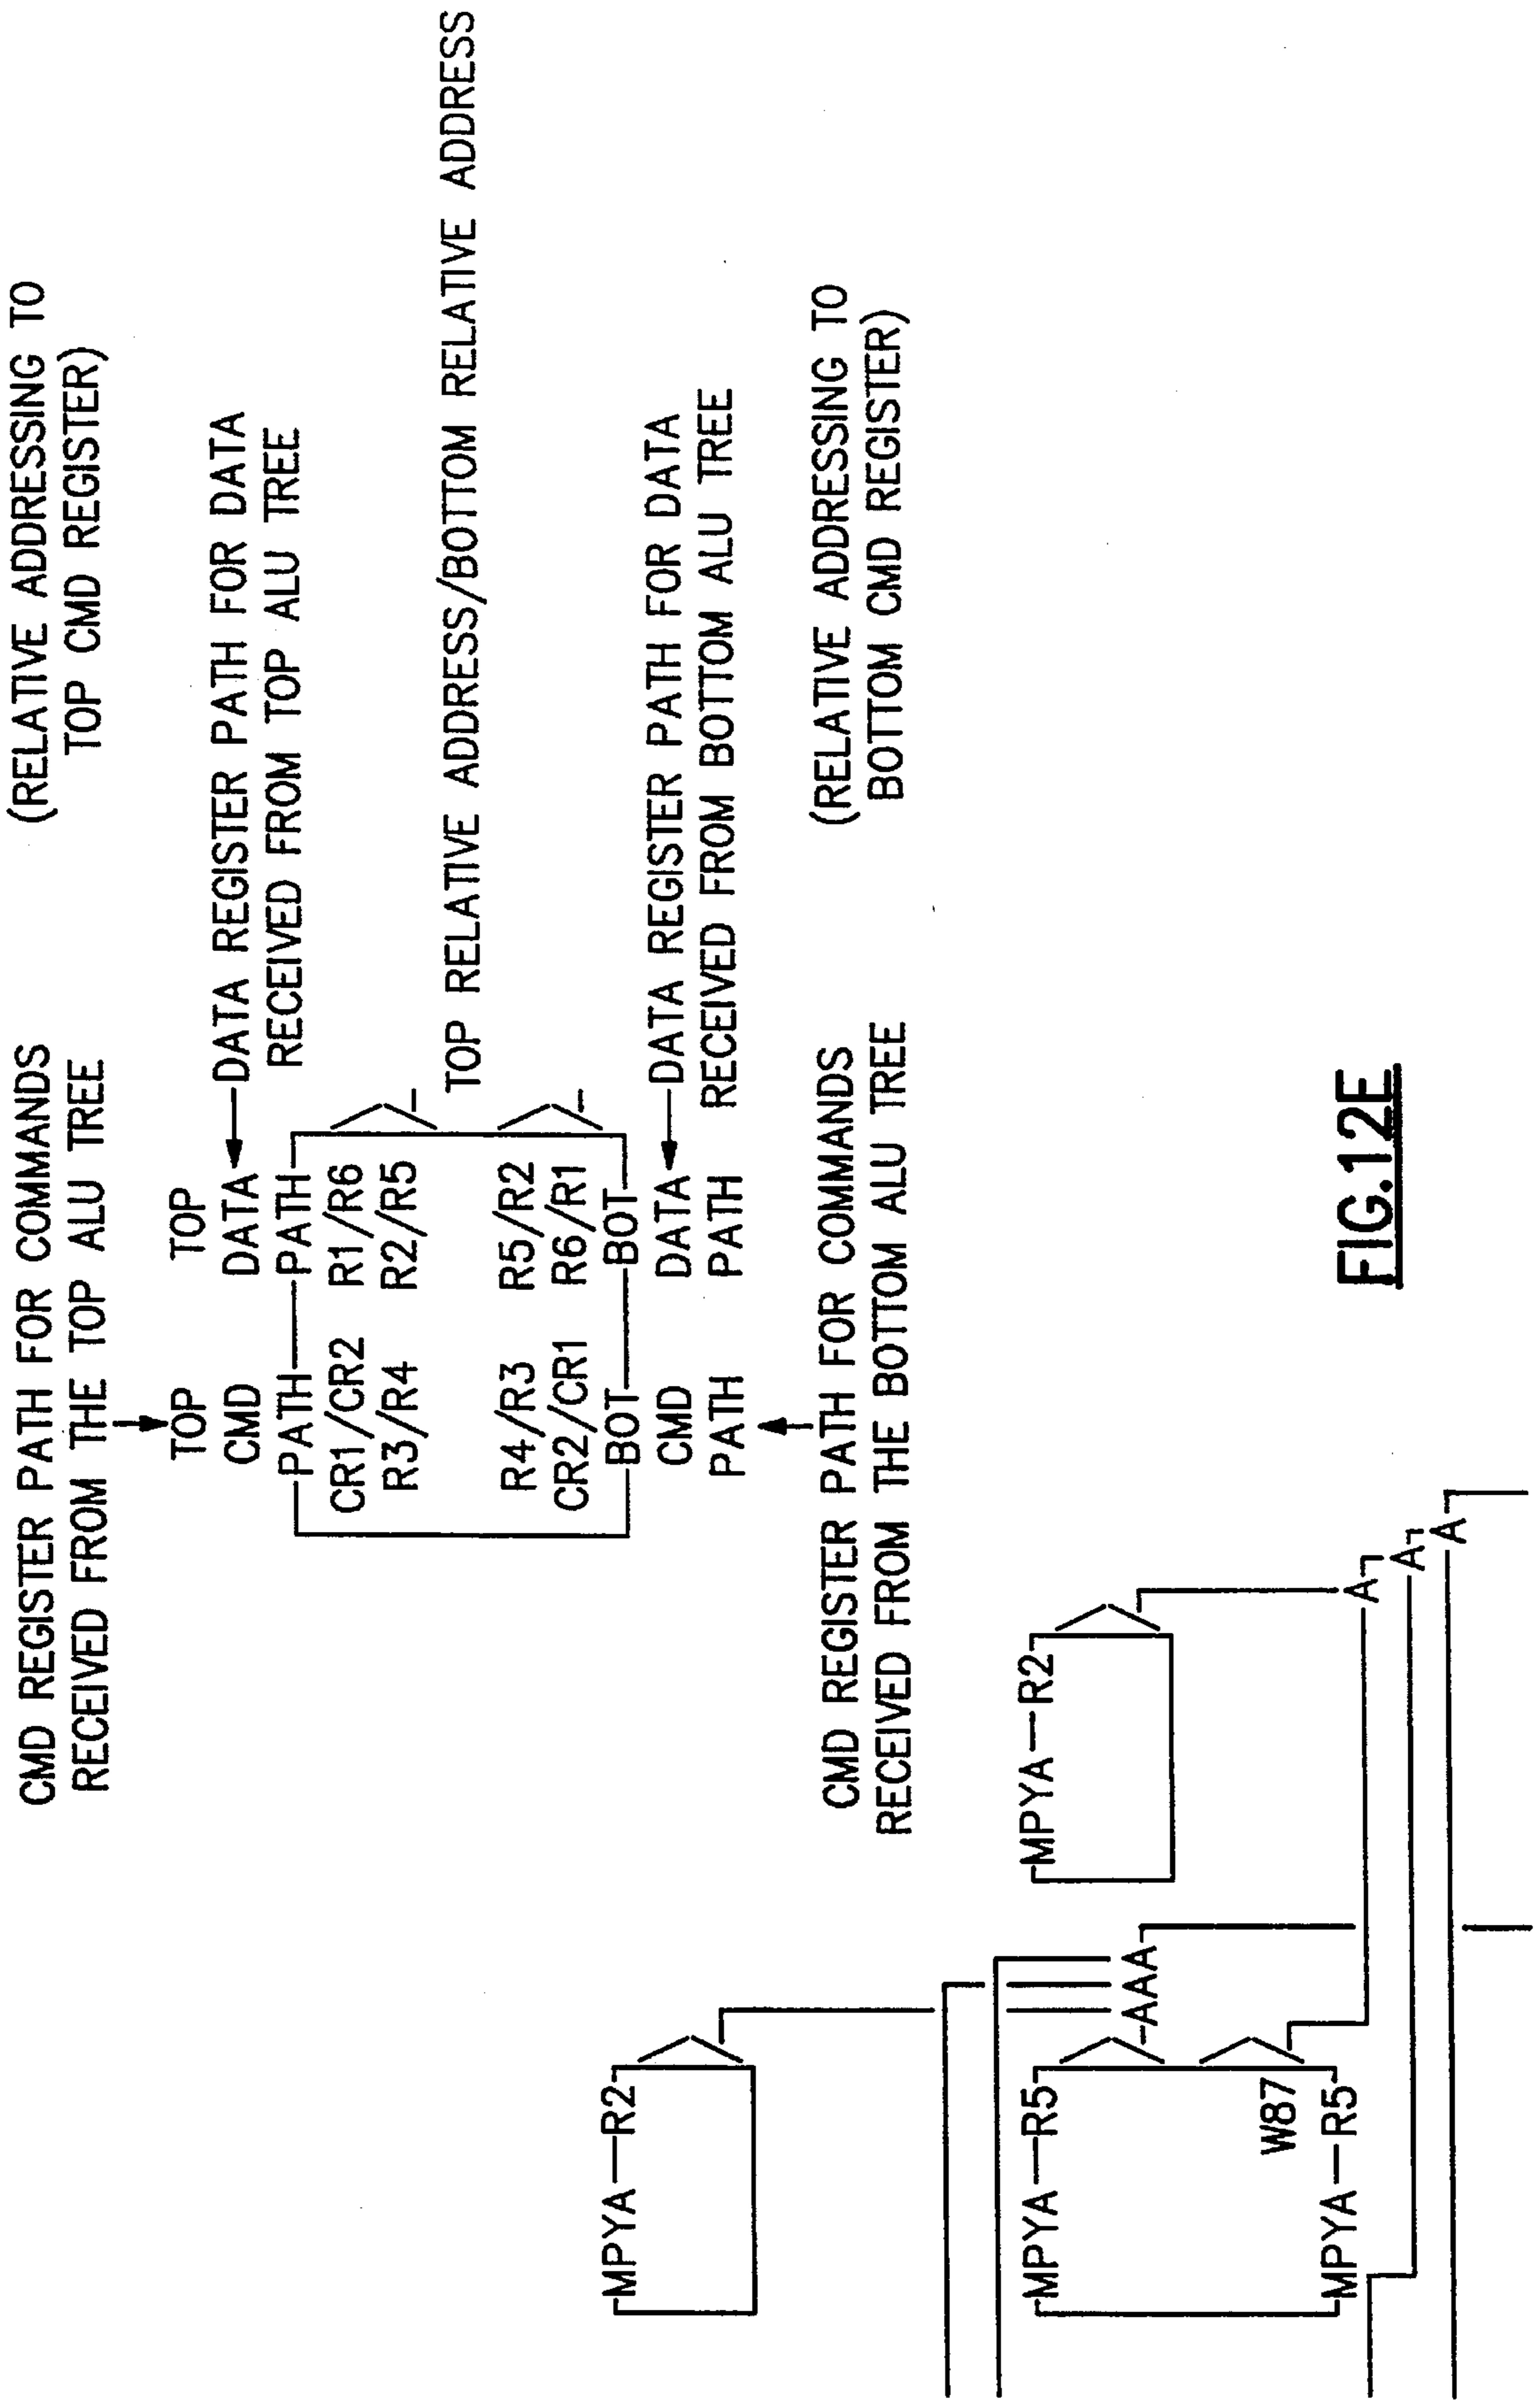 CMD REGISTER PATH FOR COMMANDS
RECEIVED FROM THE TOP ALU TREE
(RELATIVE ADDRESSING TO
TOP CMD REGISTER)
TOP TOP
CMD DATA
DATA REGISTER PATH FOR DATA
RECEIVED FROM TOP ALU TREE
PATH PATH
CR1/CR2 R1/R6
R3/R4 R2/R5
TOP RELATIVE ADDRESS/BOTTOM RELATIVE ADDRESS
R4/R3 R5/R2
CR2/CR1 R6/R1
BOT BOT
CMD DATA
PATH PATH
DATA REGISTER PATH FOR DATA
RECEIVED FROM BOTTOM ALU TREE
CMD REGISTER PATH FOR COMMANDS
RECEIVED FROM THE BOTTOM ALU TREE
(RELATIVE ADDRESSING TO
BOTTOM CMD REGISTER)
MPYA R2
MPYA R5
AAA
W87
MPYA R5
MPYA R2
A
A
A
FIG.12E